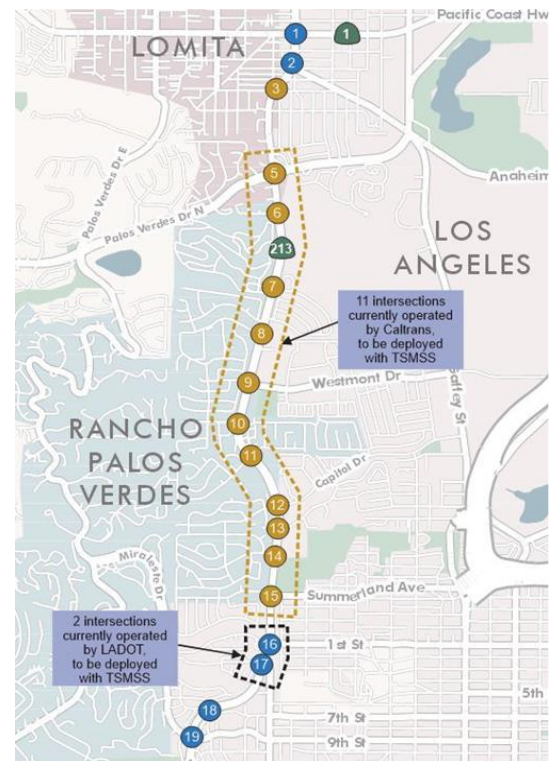 Pacific Coast Hw
1
1
LOMITA
2
3
Palos Verdes Dr E
5
Anaheim
6
Palos Verdes Dr N
213
LOS
ANGELES
7
11 intersections
currently operated
by Caltrans,
to be deployed
with TSMSS
8
9
Westmont Dr
Gaffey St
10
RANCHO
PALOS
VERDES
11
Capitol Dr
12
13
14
Miraleste Dr
15
Summerland Ave
2 intersections
currently operated
by LADOT,
to be deployed
with TSMSS
16
1st St
17
5th
18
7th St
19
9th St